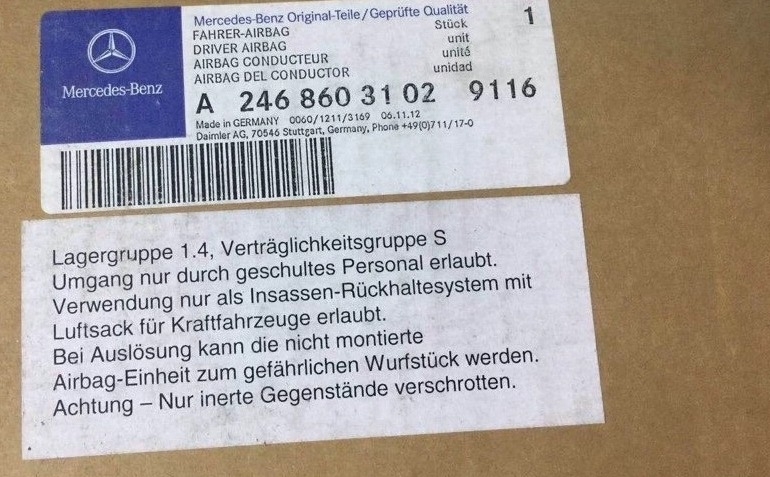 Mercedes-Benz
Mercedes-Benz Original-Teile/Geprüfte Qualität
FAHRER-AIRBAG Stück 1
DRIVER AIRBAG unit
AIRBAG CONDUCTEUR unité
AIRBAG DEL CONDUCTOR unidad
A 246 860 31 02 9116
Made in GERMANY 0060/1211/3169 06.11.12
Daimler AG, 70546 Stuttgart, Germany, Phone +49(0)711/17-0
Lagergruppe 1.4, Verträglichkeitsgruppe S
Umgang nur durch geschultes Personal erlaubt.
Verwendung nur als Insassen-Rückhaltesystem mit
Luftsack für Kraftfahrzeuge erlaubt.
Bei Auslösung kann die nicht montierte
Airbag-Einheit zum gefährlichen Wurfstück werden.
Achtung – Nur inerte Gegenstände verschrotten.